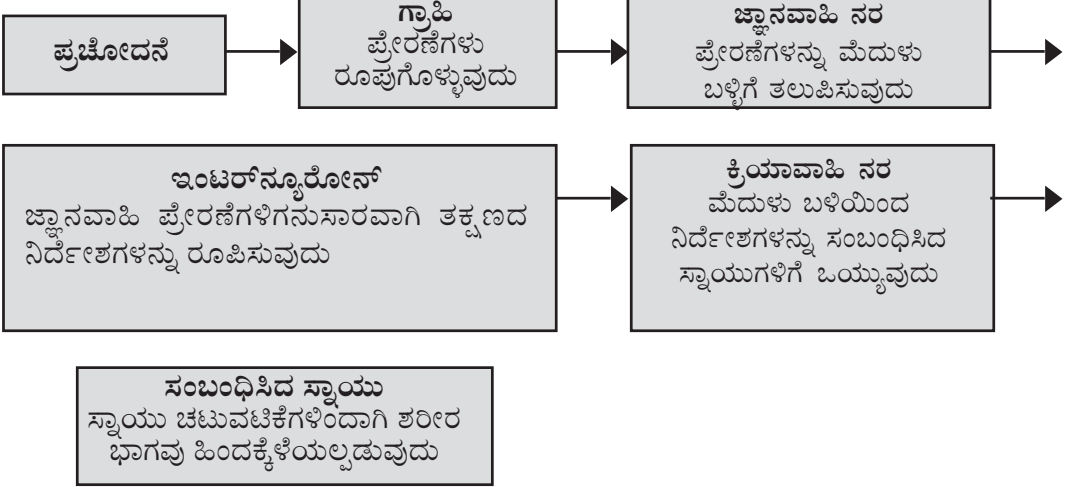 ಪ್ರಚೋದನೆ
ಗ್ರಾಹಿ
ಪ್ರೇರಣೆಗಳು
ರೂಪುಗೊಳ್ಳುವುದು
ಜ್ಞಾನವಾಹಿ ನರ
ಪ್ರೇರಣೆಗಳನ್ನು ಮೆದುಳು
ಬಳ್ಳಿಗೆ ತಲುಪಿಸುವುದು
ಇಂಟರ್‌ನ್ಯೂರೋನ್
ಜ್ಞಾನವಾಹಿ ಪ್ರೇರಣೆಗಳಿಗನುಸಾರವಾಗಿ ತಕ್ಷಣದ
ನಿರ್ದೇಶಗಳನ್ನು ರೂಪಿಸುವುದು
ಕ್ರಿಯಾವಾಹಿ ನರ
ಮೆದುಳು ಬಳಿಯಿಂದ
ನಿರ್ದೇಶಗಳನ್ನು ಸಂಬಂಧಿಸಿದ
ಸ್ನಾಯುಗಳಿಗೆ ಒಯ್ಯುವುದು
ಸಂಬಂಧಿಸಿದ ಸ್ನಾಯು
ಸ್ನಾಯು ಚಟುವಟಿಕೆಗಳಿಂದಾಗಿ ಶರೀರ
ಭಾಗವು ಹಿಂದಕ್ಕೆಳೆಯಲ್ಪಡುವುದು